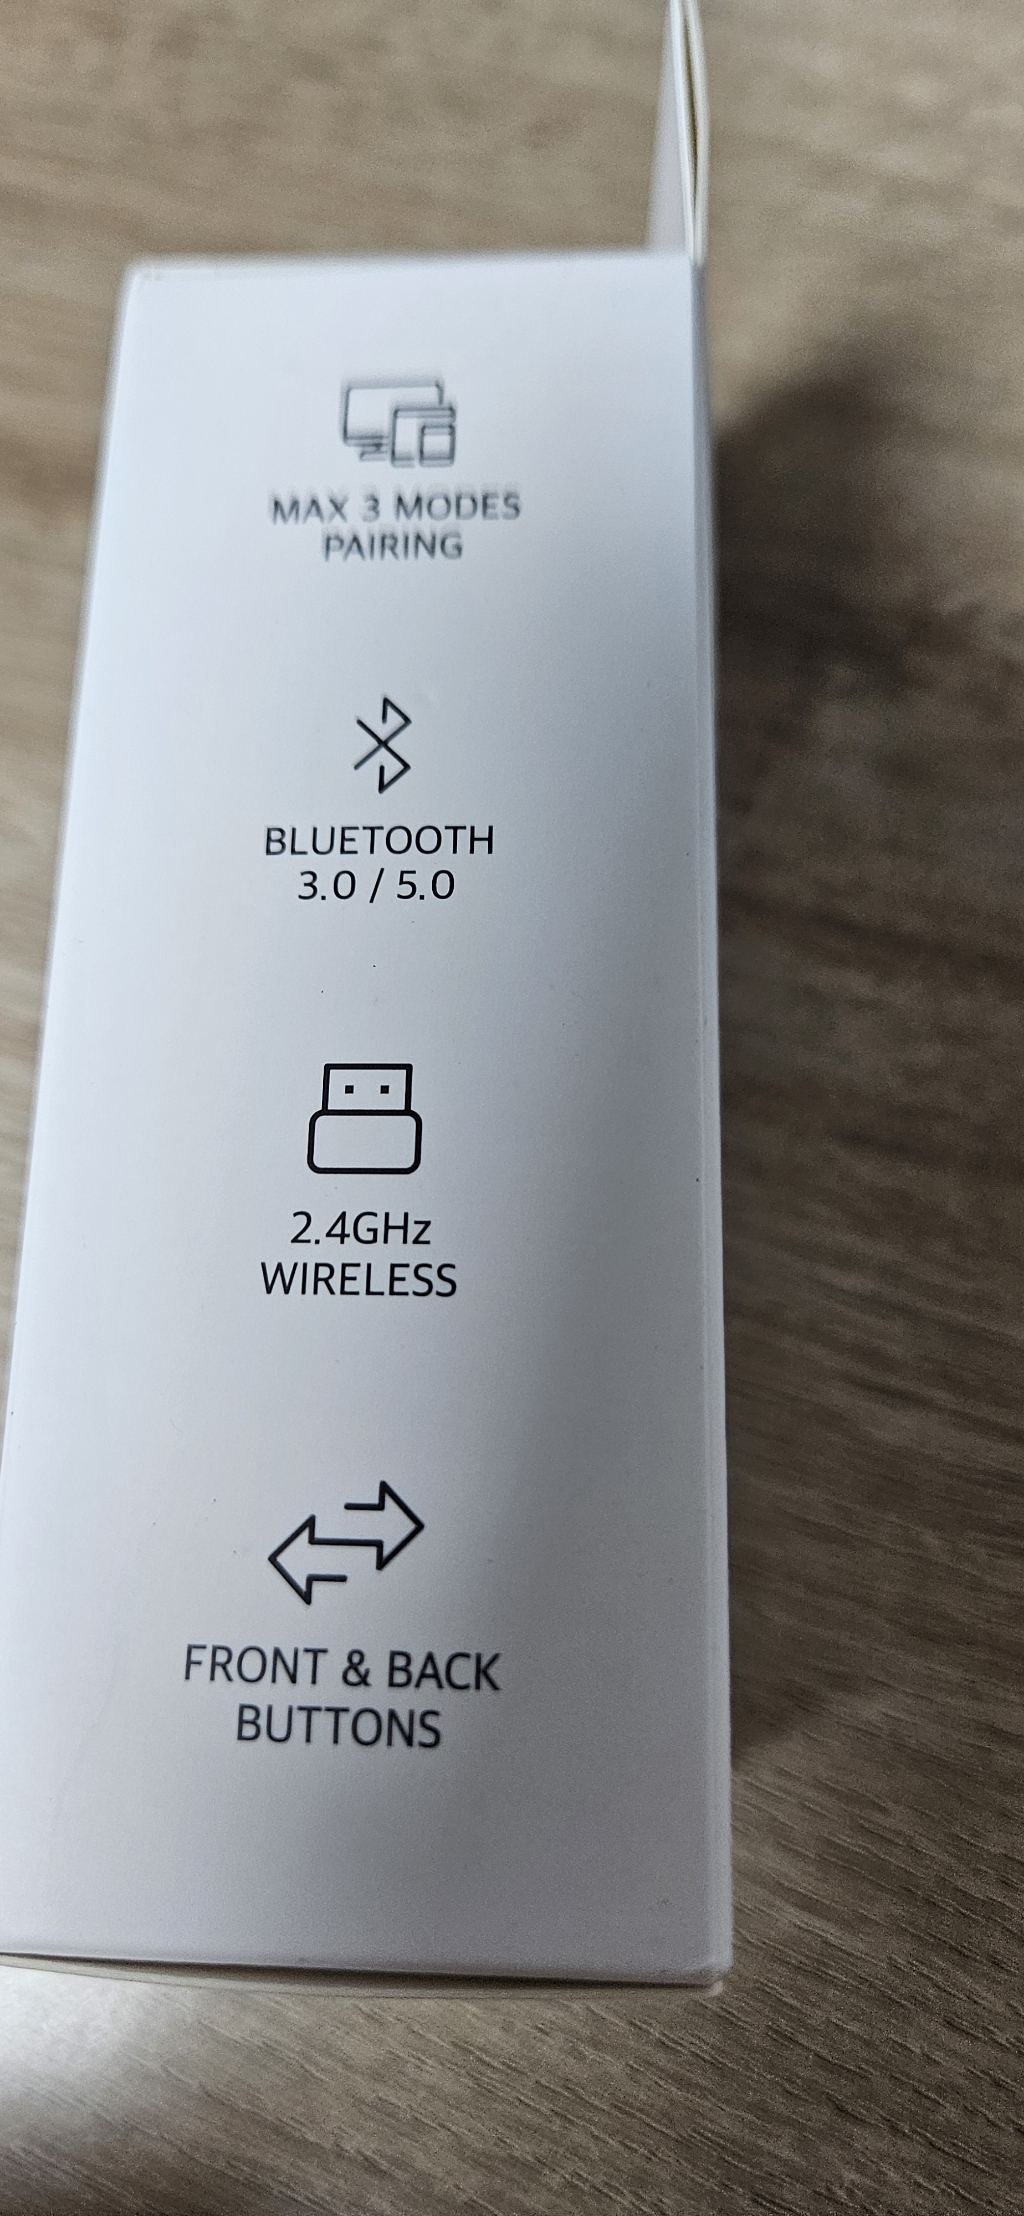 MAX 3 MODES
PAIRING
BLUETOOTH
3.0 / 5.0
2.4GHz
WIRELESS
FRONT & BACK
BUTTONS